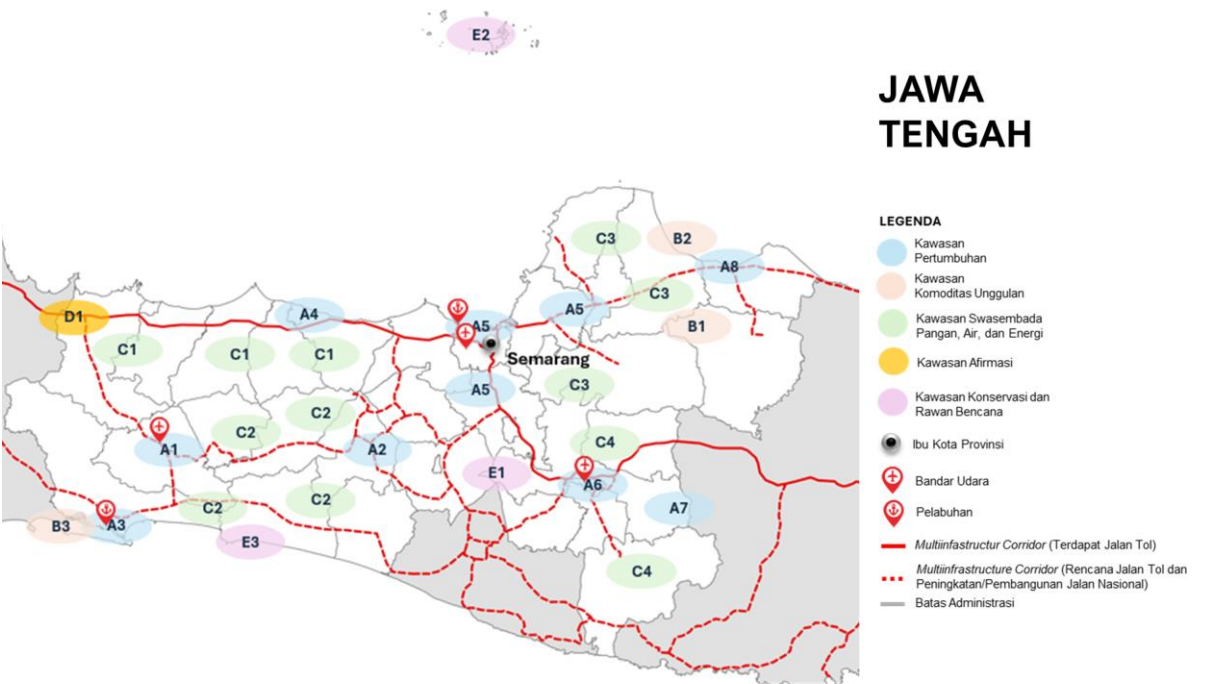 E2
JAWA
TENGAH
LEGENDA
Kawasan
Pertumbuhan
Kawasan
Komoditas Unggulan
Kawasan Swasembada
Pangan, Air, dan Energi
Kawasan Afirmasi
Kawasan Konservasi dan
Rawan Bencana
Ibu Kota Provinsi
Bandar Udara
Pelabuhan
Multiinfastructur Corridor (Terdapat Jalan Tol)
Multiinfrastructure Corridor (Rencana Jalan Tol dan
Peningkatan/Pembangunan Jalan Nasional)
Batas Administrasi
C3
B2
A8
C3
D1
A4
A5
A5
B1
C1
C1
C1
Semarang
A5
C3
C2
C2
A1
A2
C4
E1
A6
C2
C2
A7
B3
A3
E3
C4